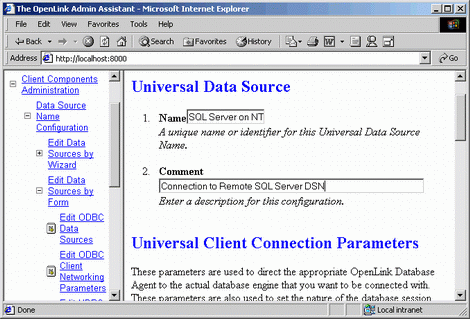 The OpenLink Admin Assistant - Microsoft Internet Explorer
File Edit View Favorites Tools Help
Back Search Favorites History
Address http://localhost:8000 Go
Client Components
Administration
Data Source
Name
Configuration
Edit Data
Sources by
Wizard
Edit Data
Sources by
Form
Edit ODBC
Data
Sources
Edit ODBC
Client
Networking
Parameters
Universal Data Source
1. Name SQL Server on NT
A unique name or identifier for this Universal Data Source
Name.
2. Comment
Connection to Remote SQL Server DSN
Enter a description for this configuration.
Universal Client Connection Parameters
These parameters are used to direct the appropriate OpenLink Database
Agent to the actual database engine that you want to be connected with.
These parameters are also used to set the nature of the database session
Done Local intranet